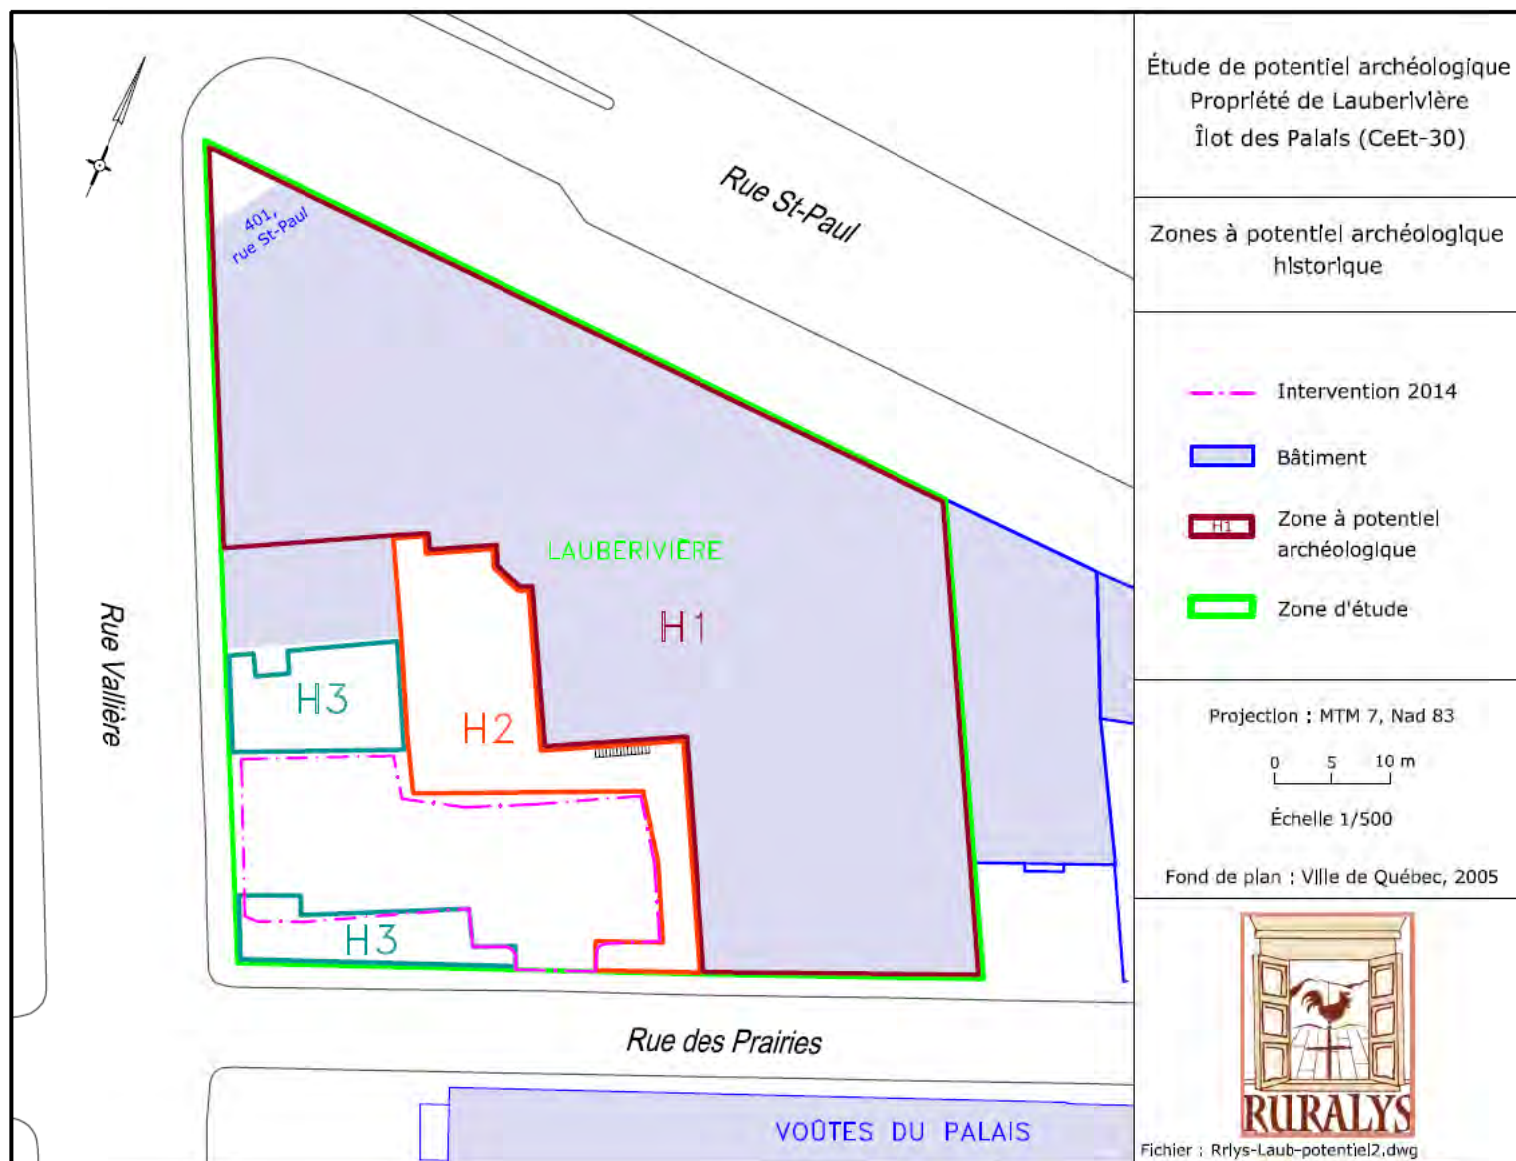 Étude de potentiel archéologique
Propriété de Lauberivière
Îlot des Palais (CeEt-30)
Zones à potentiel archéologique
historique
Intervention 2014
Bâtiment
H1
Zone à potentiel
archéologique
Zone d'étude
Projection : MTM 7, Nad 83
0 5 10 m
Échelle 1/500
Fond de plan : Ville de Québec, 2005
RURALYS
Fichier : Rrlys-Laub-potentiel2.dwg
Rue St-Paul
401,
rue St-Paul
LAUBERIVIÈRE
H1
Rue Vallière
H3
H2
H3
Rue des Prairies
VOÛTES DU PALAIS